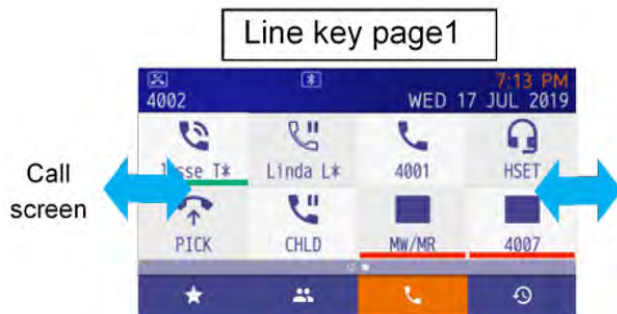 Line key page1
7:13 PM
4002 WED 17 JUL 2019
Linda L* 4001 HSET
Call
screen
PICK CHLD MW/MR 4007